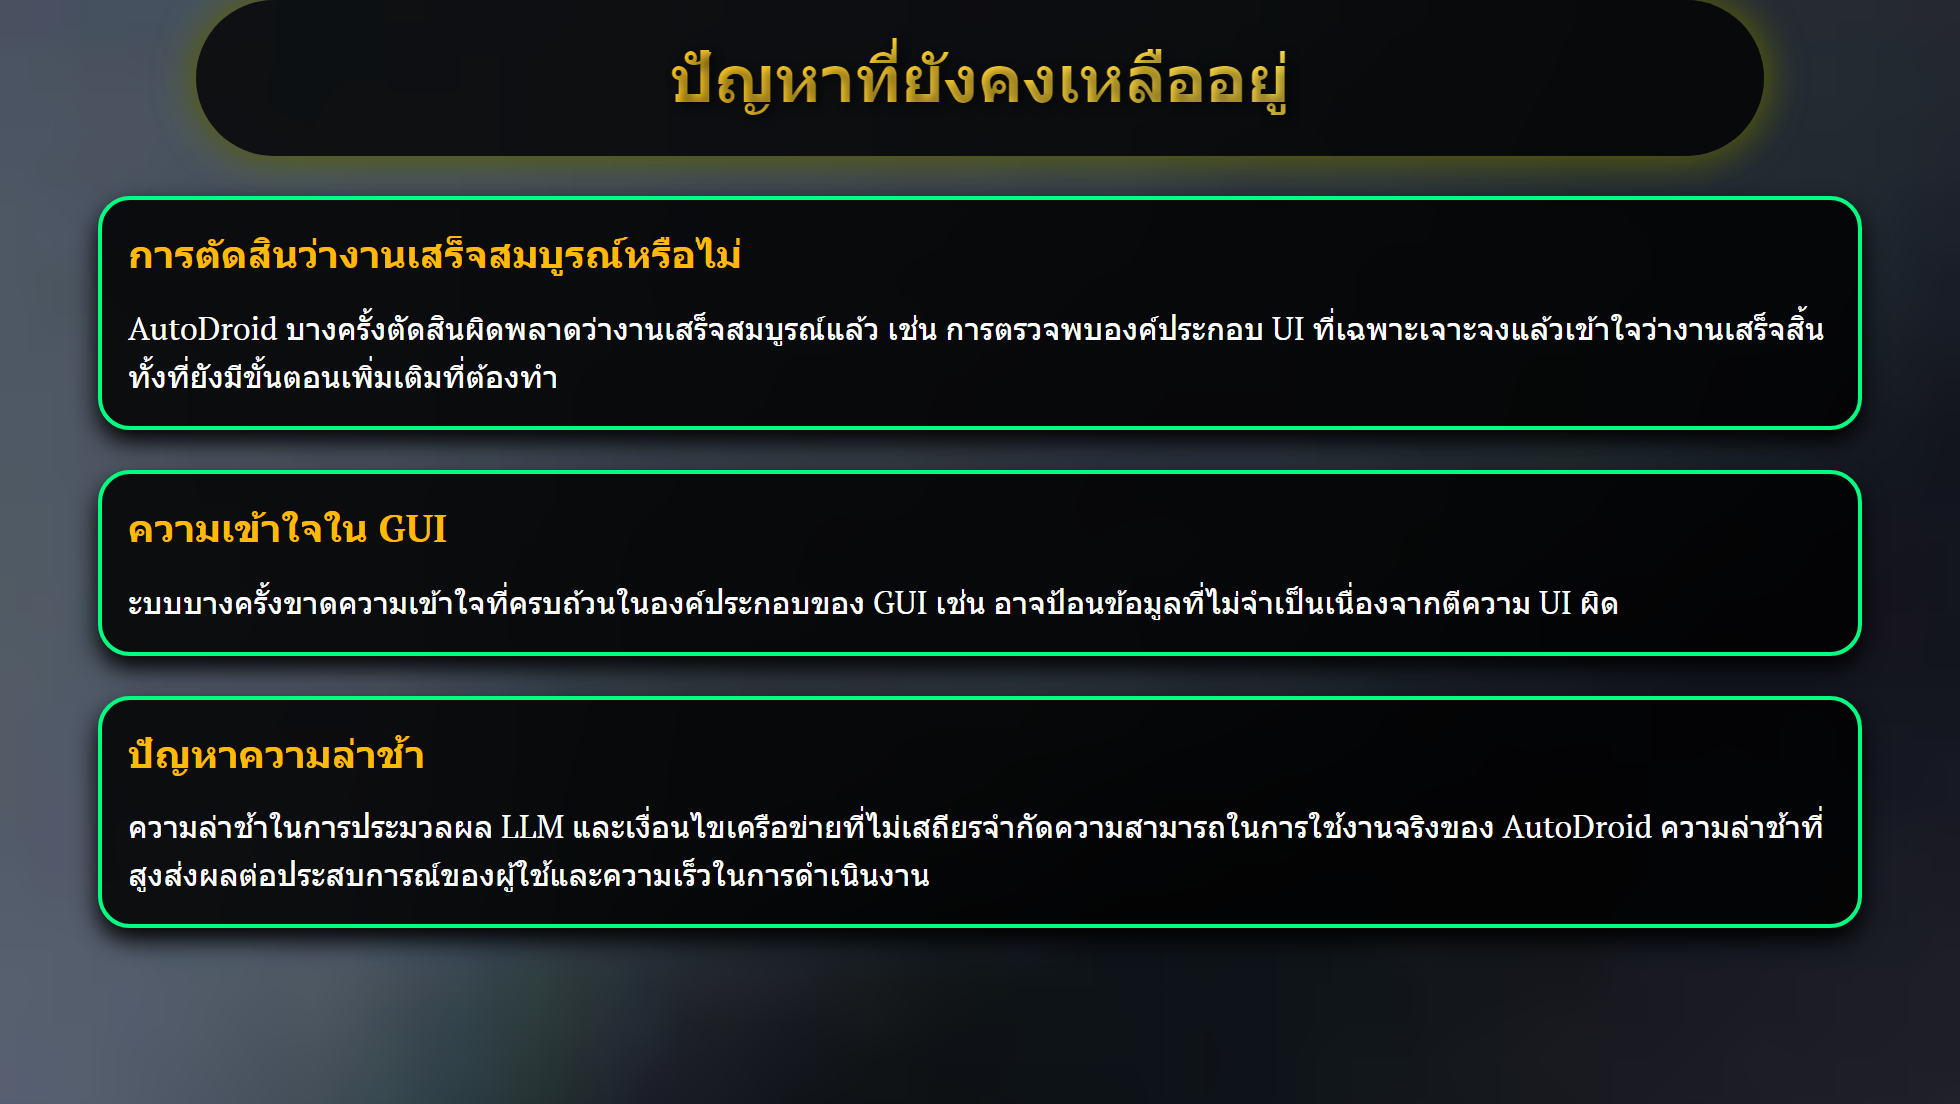 ปัญหาที่ยังคงเหลืออยู่
การตัดสินว่างานเสร็จสมบูรณ์หรือไม่
AutoDroid บางครั้งตัดสินผิดพลาดว่างานเสร็จสมบูรณ์แล้ว เช่น การตรวจพบองค์ประกอบ UI ที่เฉพาะเจาะจงแล้วเข้าใจว่างานเสร็จสิ้น
ทั้งที่ยังมีขั้นตอนเพิ่มเติมที่ต้องทำ
ความเข้าใจใน GUI
ะบบบางครั้งขาดความเข้าใจที่ครบถ้วนในองค์ประกอบของ GUI เช่น อาจป้อนข้อมูลที่ไม่จำเป็นเนื่องจากตีความ UI ผิด
ปัญหาความล่าช้า
ความล่าช้าในการประมวลผล LLM และเงื่อนไขเครือข่ายที่ไม่เสถียรจำกัดความสามารถในการใช้งานจริงของ AutoDroid ความล่าช้าที่
สูงส่งผลต่อประสบการณ์ของผู้ใช้และความเร็วในการดำเนินงาน